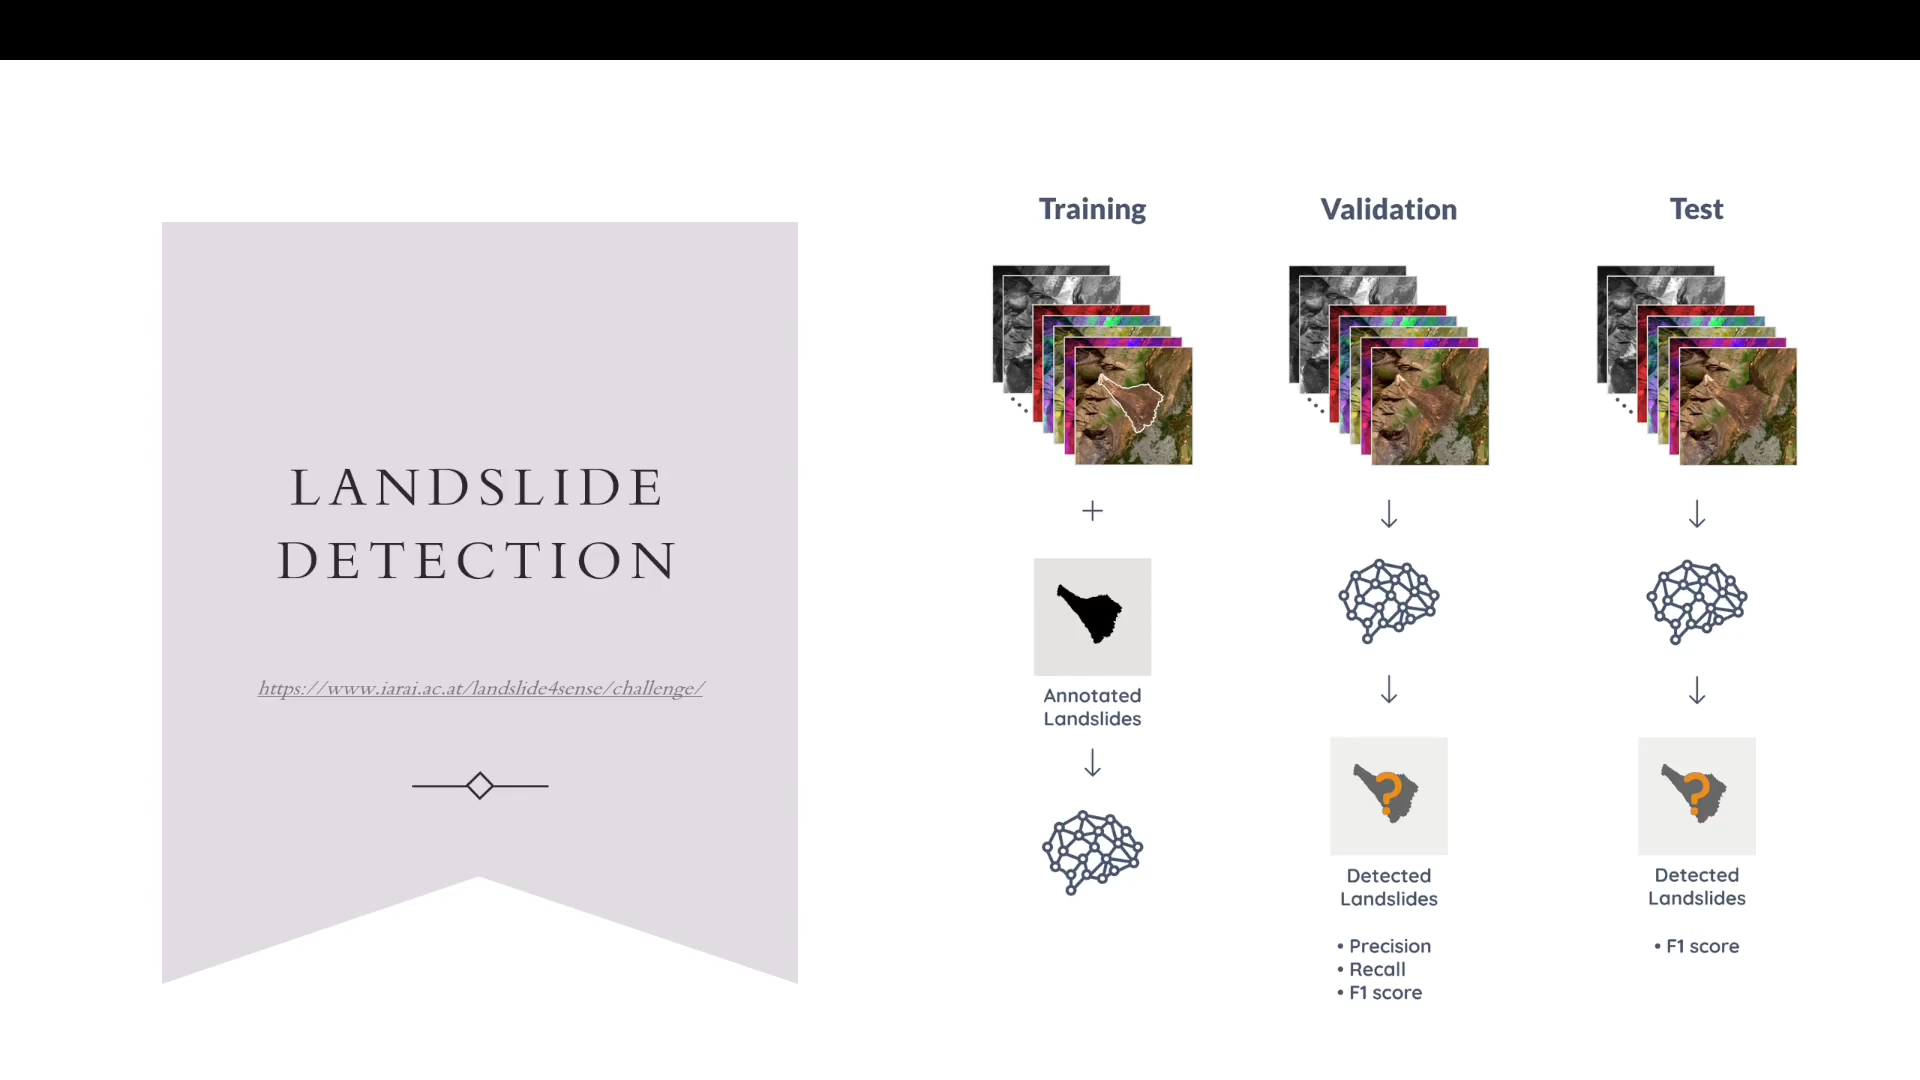 LANDSLIDE
DETECTION
https://www.iarai.ac.at/landslide4sense/challenge/
Training
+
Annotated
Landslides
Validation
?
Detected
Landslides
• Precision
• Recall
• F1 score
Test
?
Detected
Landslides
• F1 score